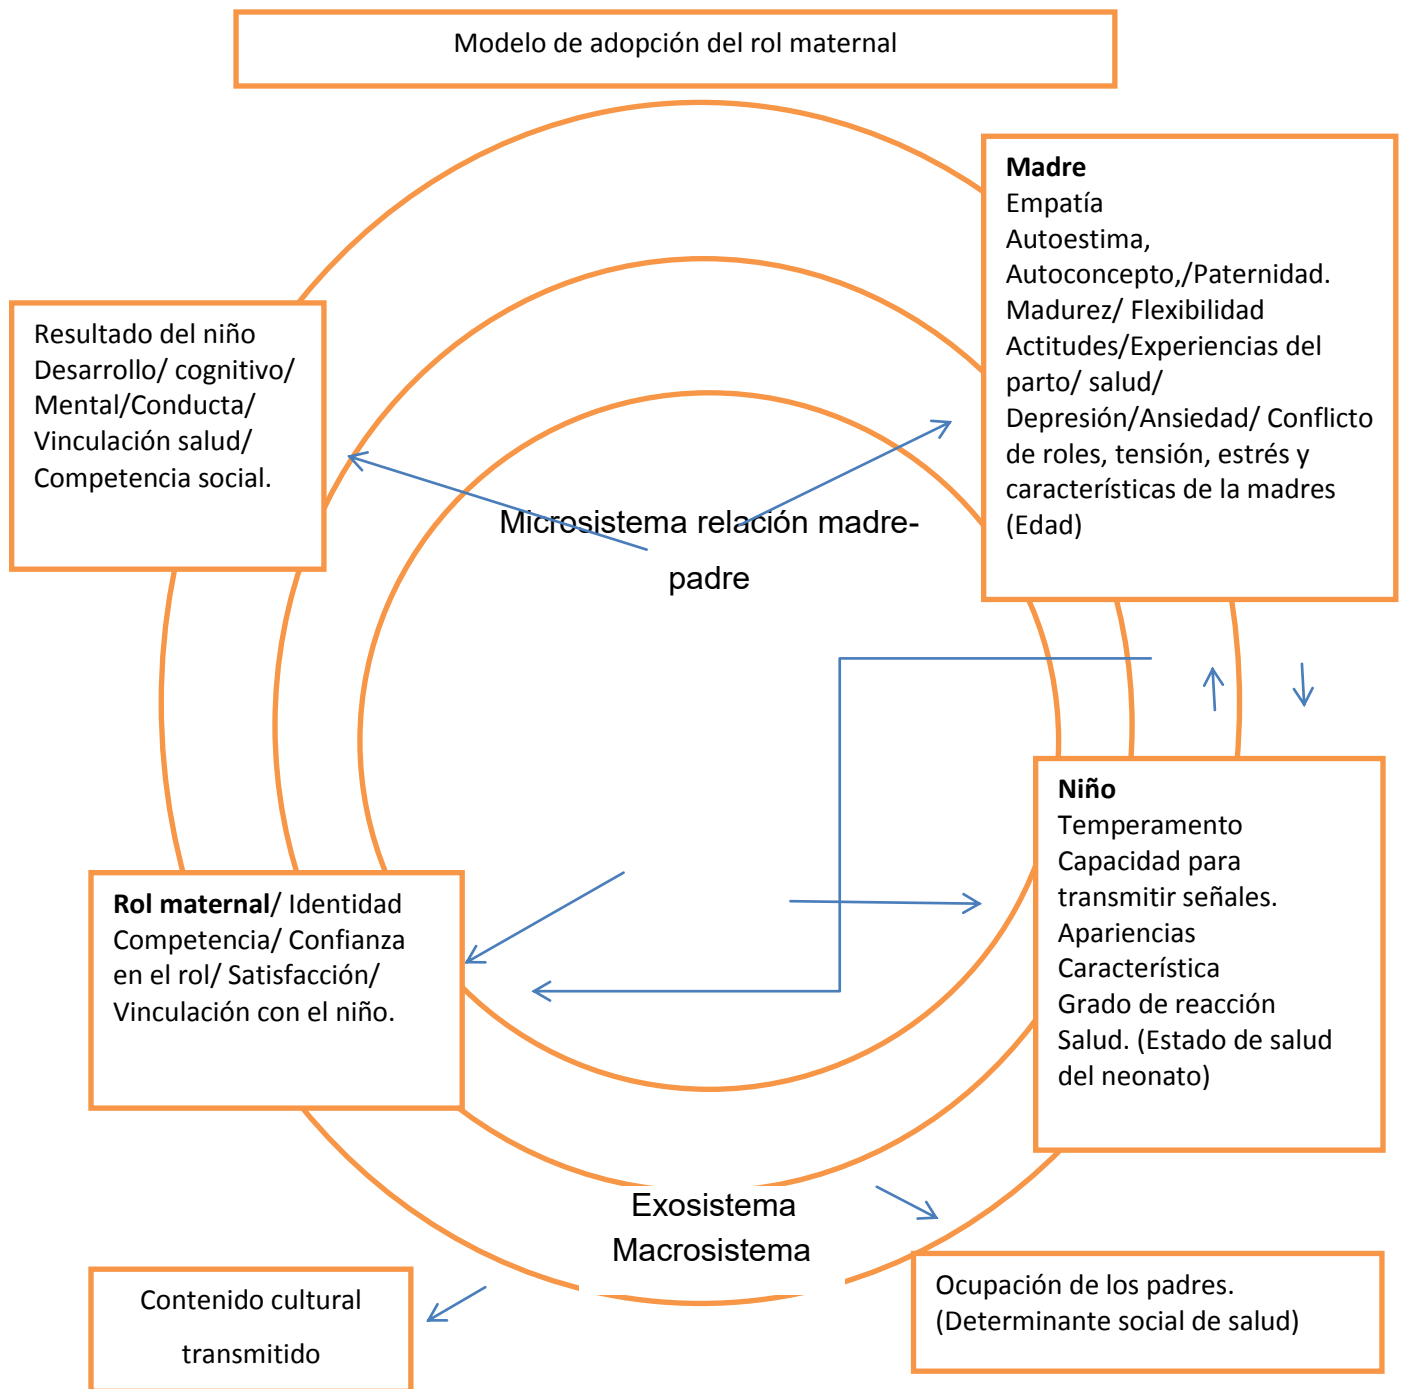 Modelo de adopción del rol maternal
Madre
Empatía
Autoestima,
Autoconcepto,/Paternidad.
Madurez/ Flexibilidad
Actitudes/Experiencias del
parto/ salud/
Depresión/Ansiedad/ Conflicto
de roles, tensión, estrés y
características de la madres
(Edad)
Resultado del niño
Desarrollo/ cognitivo/
Mental/Conducta/
Vinculación salud/
Competencia social.
Microsistema relación madre-
padre
Niño
Temperamento
Capacidad para
transmitir señales.
Apariencias
Característica
Grado de reacción
Salud. (Estado de salud
del neonato)
Rol maternal/ Identidad
Competencia/ Confianza
en el rol/ Satisfacción/
Vinculación con el niño.
Exosistema
Macrosistema
Contenido cultural
transmitido
Ocupación de los padres.
(Determinante social de salud)